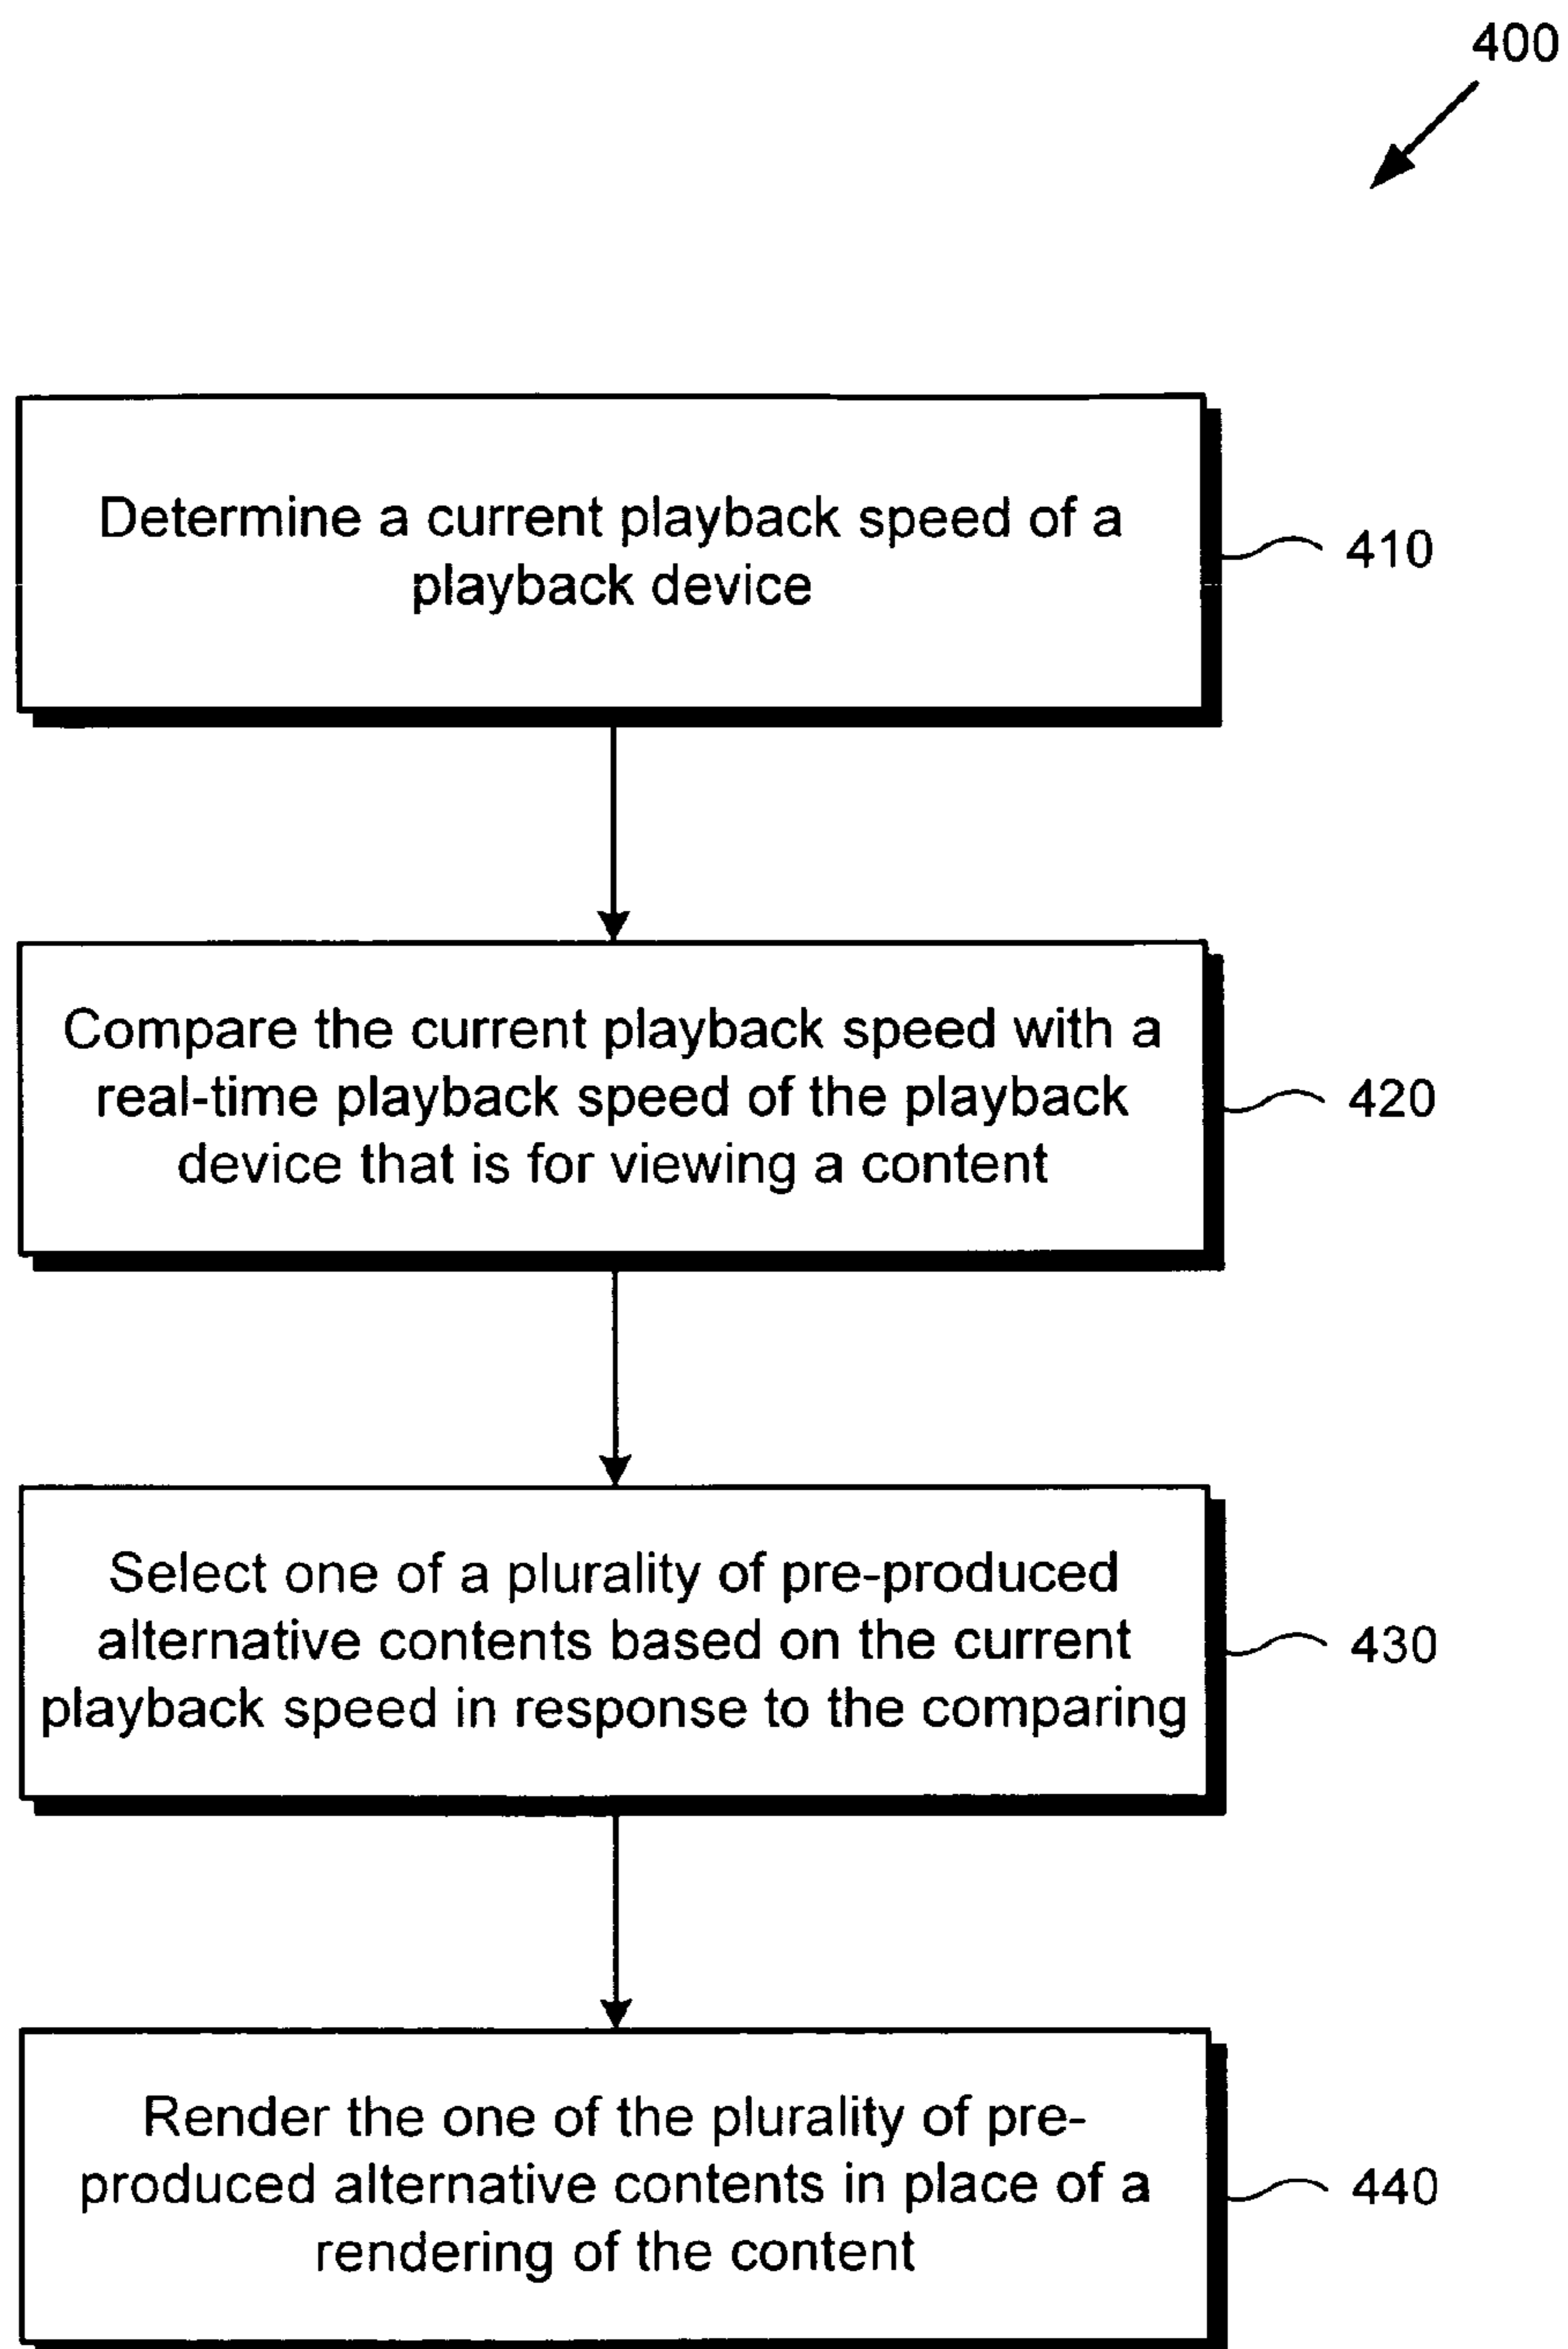 400
Determine a current playback speed of a
playback device
410
Compare the current playback speed with a
real-time playback speed of the playback
device that is for viewing a content
420
Select one of a plurality of pre-produced
alternative contents based on the current
playback speed in response to the comparing
430
Render the one of the plurality of pre-
produced alternative contents in place of a
rendering of the content
440